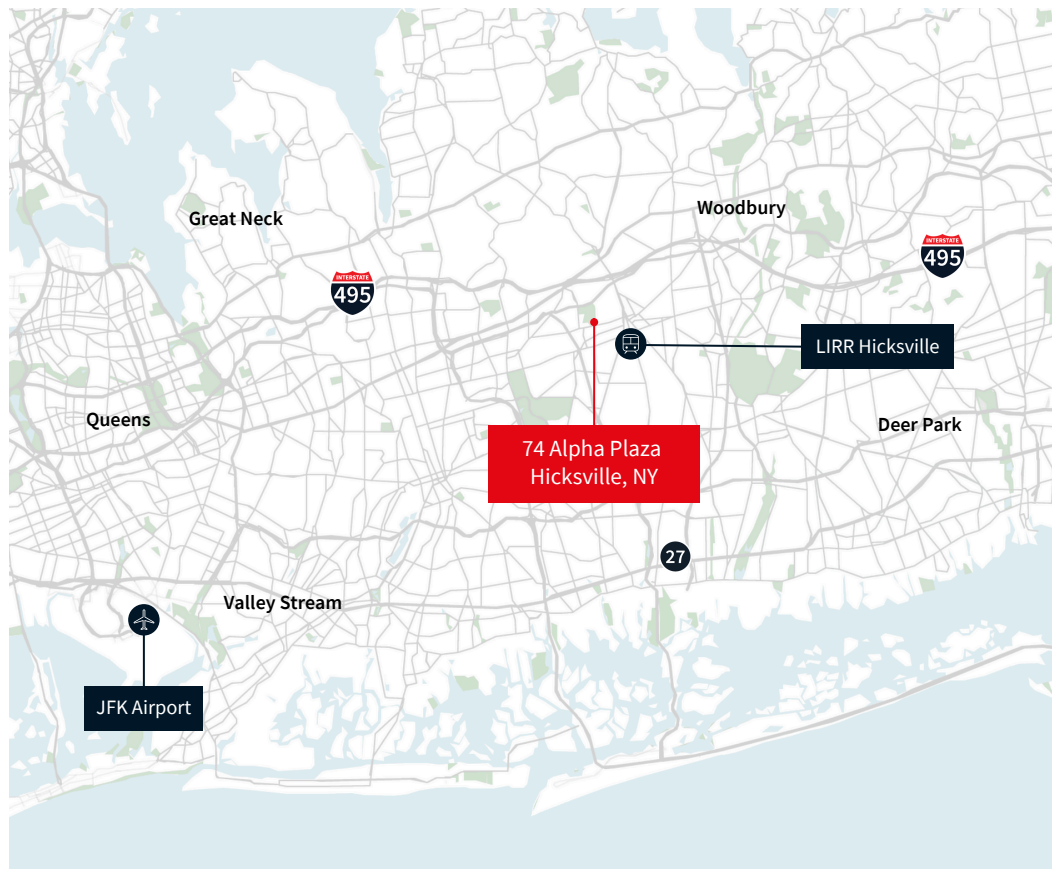 Woodbury
Great Neck
INTERSTATE
495
INTERSTATE
495
LIRR Hicksville
Queens
Deer Park
74 Alpha Plaza
Hicksville, NY
27
Valley Stream
JFK Airport